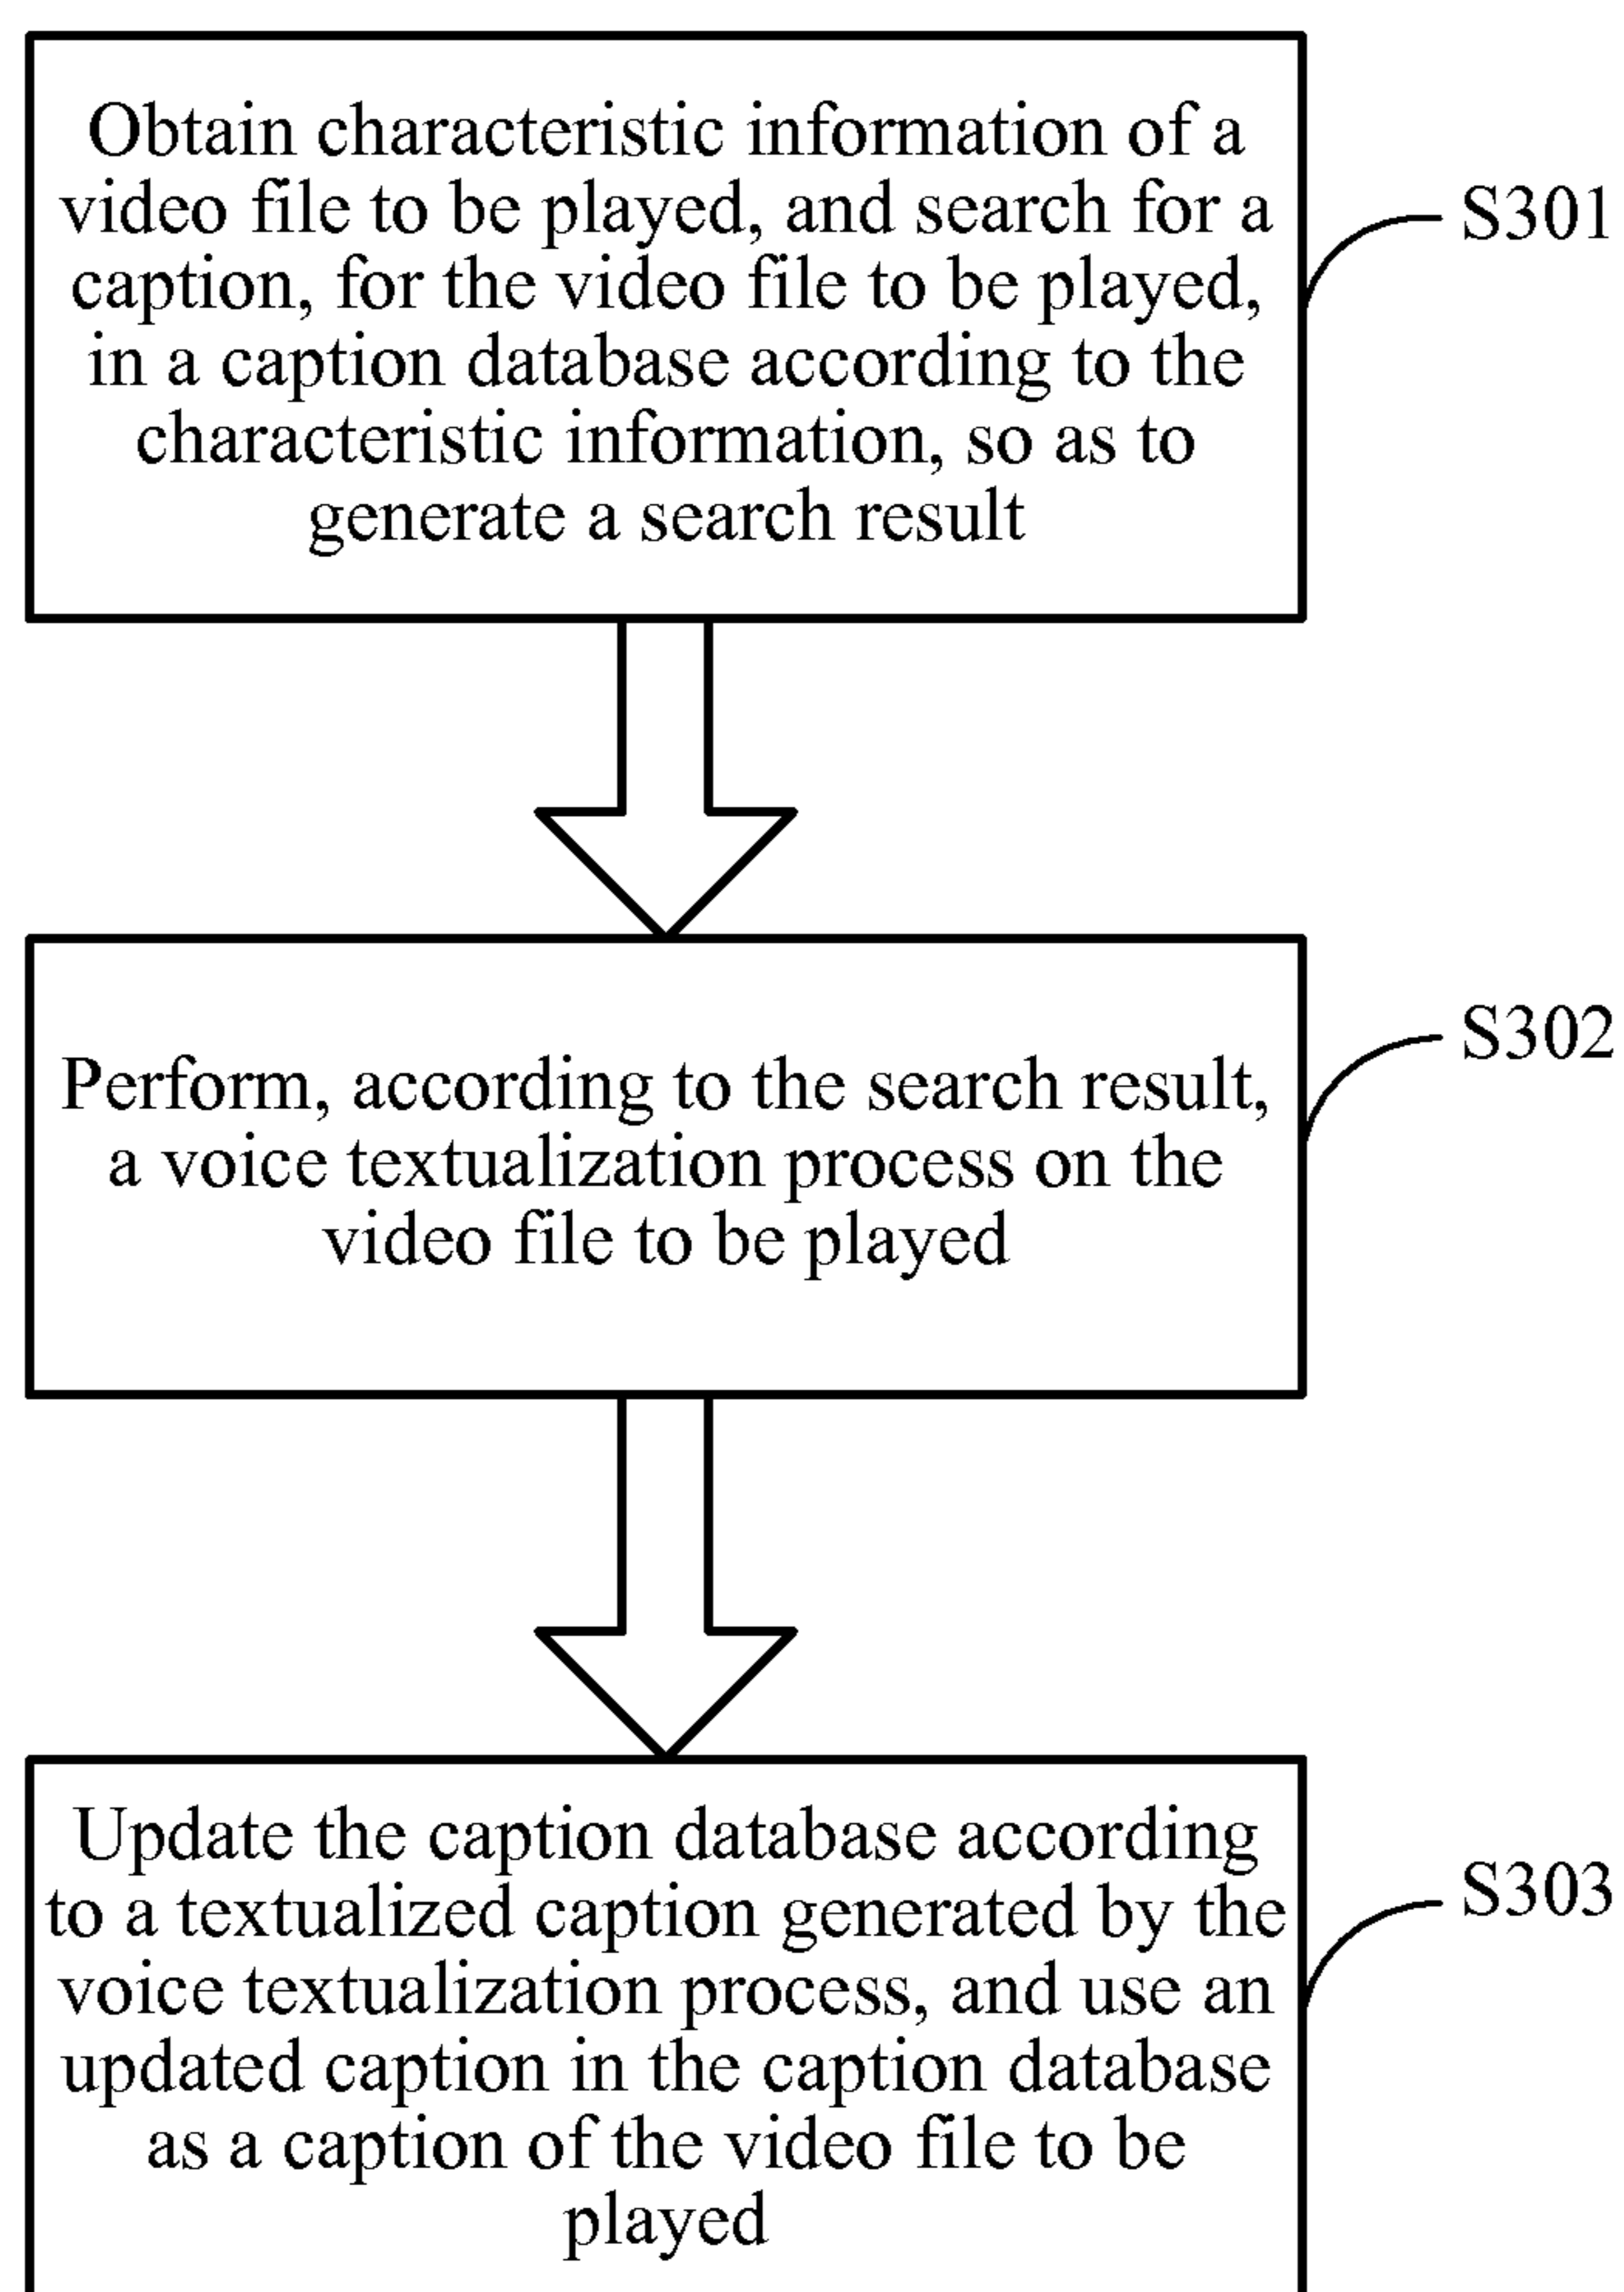 Obtain characteristic information of a
video file to be played, and search for a
caption, for the video file to be played,
in a caption database according to the
characteristic information, so as to
generate a search result
S301
Perform, according to the search result,
a voice textualization process on the
video file to be played
S302
Update the caption database according
to a textualized caption generated by the
voice textualization process, and use an
updated caption in the caption database
as a caption of the video file to be
played
S303